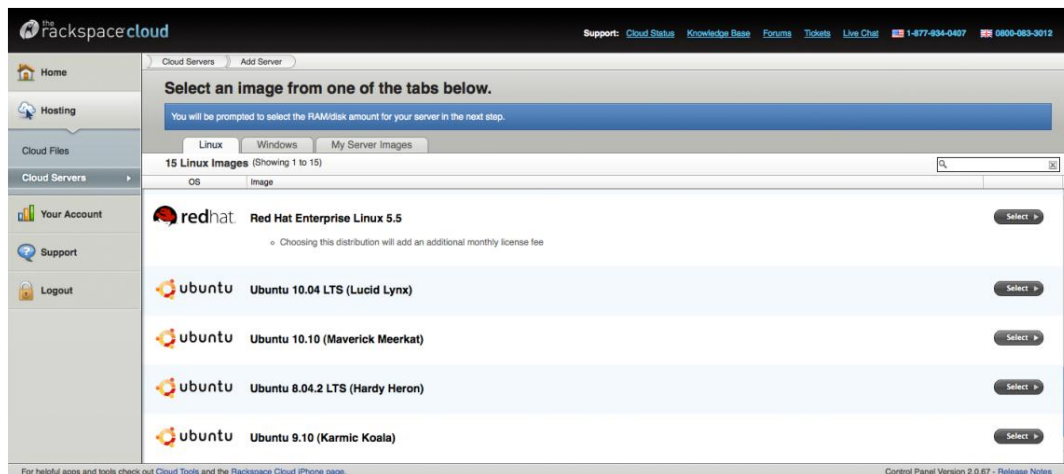 the
rackspacecloud
Support: Cloud Status Knowledge Base Forums Tickets Live Chat 1-877-934-0407 0800-083-3012
Home
Hosting
Cloud Files
Cloud Servers
Your Account
Support
Logout
Cloud Servers Add Server
Select an image from one of the tabs below.
You will be prompted to select the RAM/disk amount for your server in the next step.
Linux Windows My Server Images
15 Linux Images (Showing 1 to 15)
OS Image
redhat. Red Hat Enterprise Linux 5.5 Select
Choosing this distribution will add an additional monthly license fee
ubuntu Ubuntu 10.04 LTS (Lucid Lynx) Select
ubuntu Ubuntu 10.10 (Maverick Meerkat) Select
ubuntu Ubuntu 8.04.2 LTS (Hardy Heron) Select
ubuntu Ubuntu 9.10 (Karmic Koala) Select
For helpful apps and tools check out Cloud Tools and the Rackspace Cloud iPhone page. Control Panel Version 2.0.67 - Release Notes